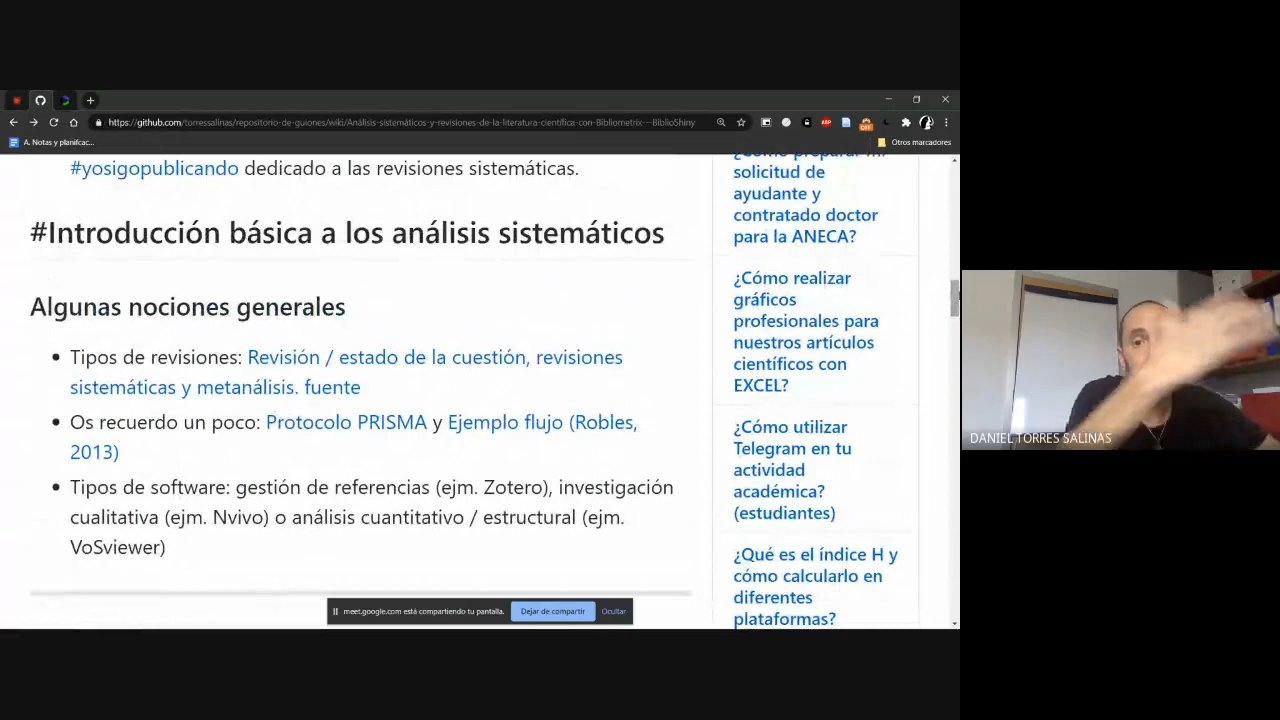 https://github.com/torressalinas/repositorio-de-guiones/wiki/Análisis-sistemáticos-y-revisiones-de-la-literatura-científica-con-Bibliometrix---BiblioShiny
A. Notas y planifcac...
Otros marcadores
#yosigopublicando dedicado a las revisiones sistemáticas.
#Introducción básica a los análisis sistemáticos
Algunas nociones generales
Tipos de revisiones: Revisión / estado de la cuestión, revisiones
sistemáticas y metanálisis. fuente
Os recuerdo un poco: Protocolo PRISMA y Ejemplo flujo (Robles,
2013)
Tipos de software: gestión de referencias (ejm. Zotero), investigación
cualitativa (ejm. Nvivo) o análisis cuantitativo / estructural (ejm.
VoSviewer)
¿Cómo preparar mi
solicitud de
ayudante y
contratado doctor
para la ANECA?
¿Cómo realizar
gráficos
profesionales para
nuestros artículos
científicos con
EXCEL?
¿Cómo utilizar
Telegram en tu
actividad
académica?
(estudiantes)
¿Qué es el índice H y
cómo calcularlo en
diferentes
plataformas?
meet.google.com está compartiendo tu pantalla.
Dejar de compartir
Ocultar
DANIEL TORRES SALINAS